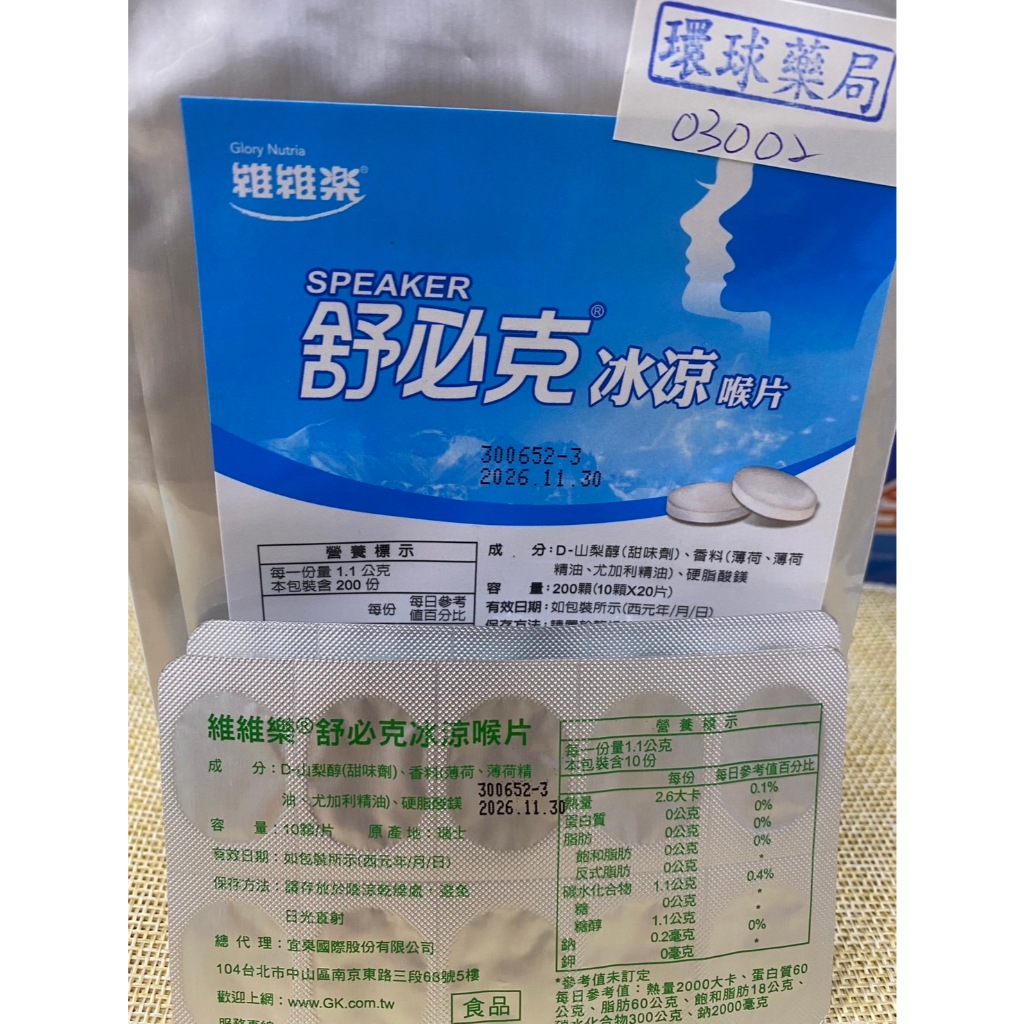 環球藥局
03002
Glory Nutria
維維楽®
SPEAKER
舒必克® 冰涼 喉片
300652-3
2026.11.30
營養標示
每一份量 1.1 公克
本包裝含 200 份
每份 每日參考值百分比
成 分:D-山梨醇(甜味劑)、香料(薄荷、薄荷
精油、尤加利精油)、硬脂酸鎂
容 量:200顆(10顆X20片)
有效日期:如包裝所示(西元年/月/日)
保存方法:
維維樂®舒必克冰涼喉片
成 分:D-山梨醇(甜味劑)、香料(薄荷、薄荷精
油、尤加利精油)、硬脂酸鎂
300652-3
2026.11.30
容 量:10顆/片 原產地:瑞士
有效日期:如包裝所示(西元年/月/日)
保存方法:請存放於陰涼乾燥處,避免
日光直射
總代理:宜奠國際股份有限公司
104台北市中山區南京東路三段68號5樓
歡迎上網:www.GK.com.tw
食品
營養標示
每一份量1.1公克
本包裝含10份
每份 每日參考值百分比
熱量 2.6大卡 0.1%
蛋白質 0公克 0%
脂肪 0公克 0%
飽和脂肪 0公克 0%
反式脂肪 0公克 *
碳水化合物 1.1公克 0.4%
糖 0公克 *
糖醇 1.1公克 *
鈉 0.2毫克 0%
鉀 0毫克 *
*參考值未訂定
每日參考值:熱量2000大卡、蛋白質60
公克、脂肪60公克、飽和脂肪18公克、
碳水化合物300公克、鈉2000毫克